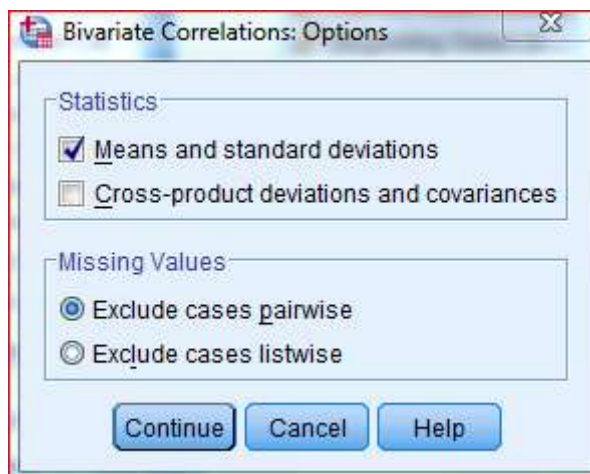 Bivariate Correlations: Options
Statistics
Means and standard deviations
Cross-product deviations and covariances
Missing Values
Exclude cases pairwise
Exclude cases listwise
Continue Cancel Help